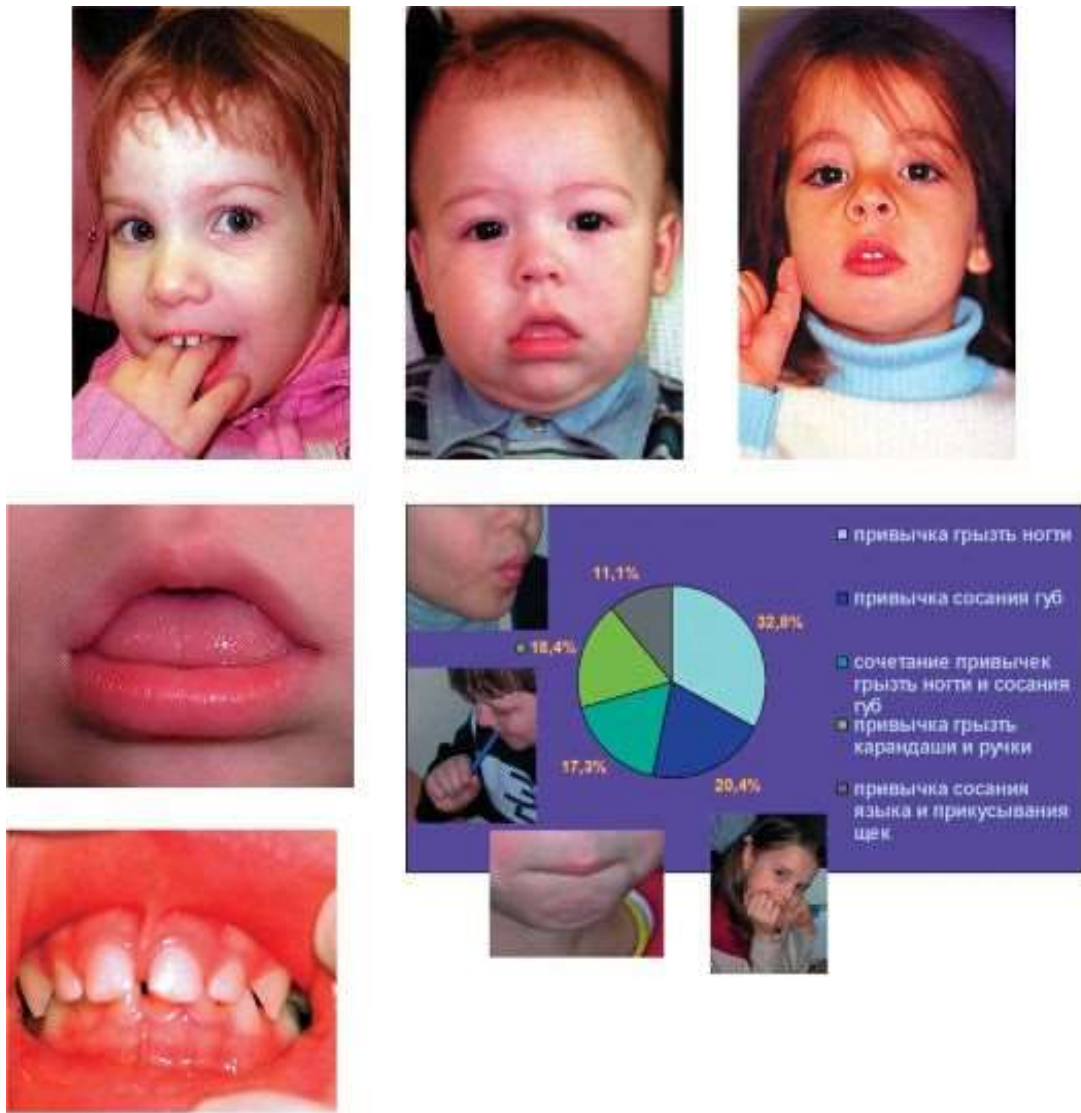 привычка грызть ногти
привычка сосания губ
сочетание привычек
грызть ногти и сосания
губ
привычка грызть
карандаши и ручки
привычка сосания
языка и прикусывания
щек
11,1%
32,8%
18,4%
17,3%
20,4%